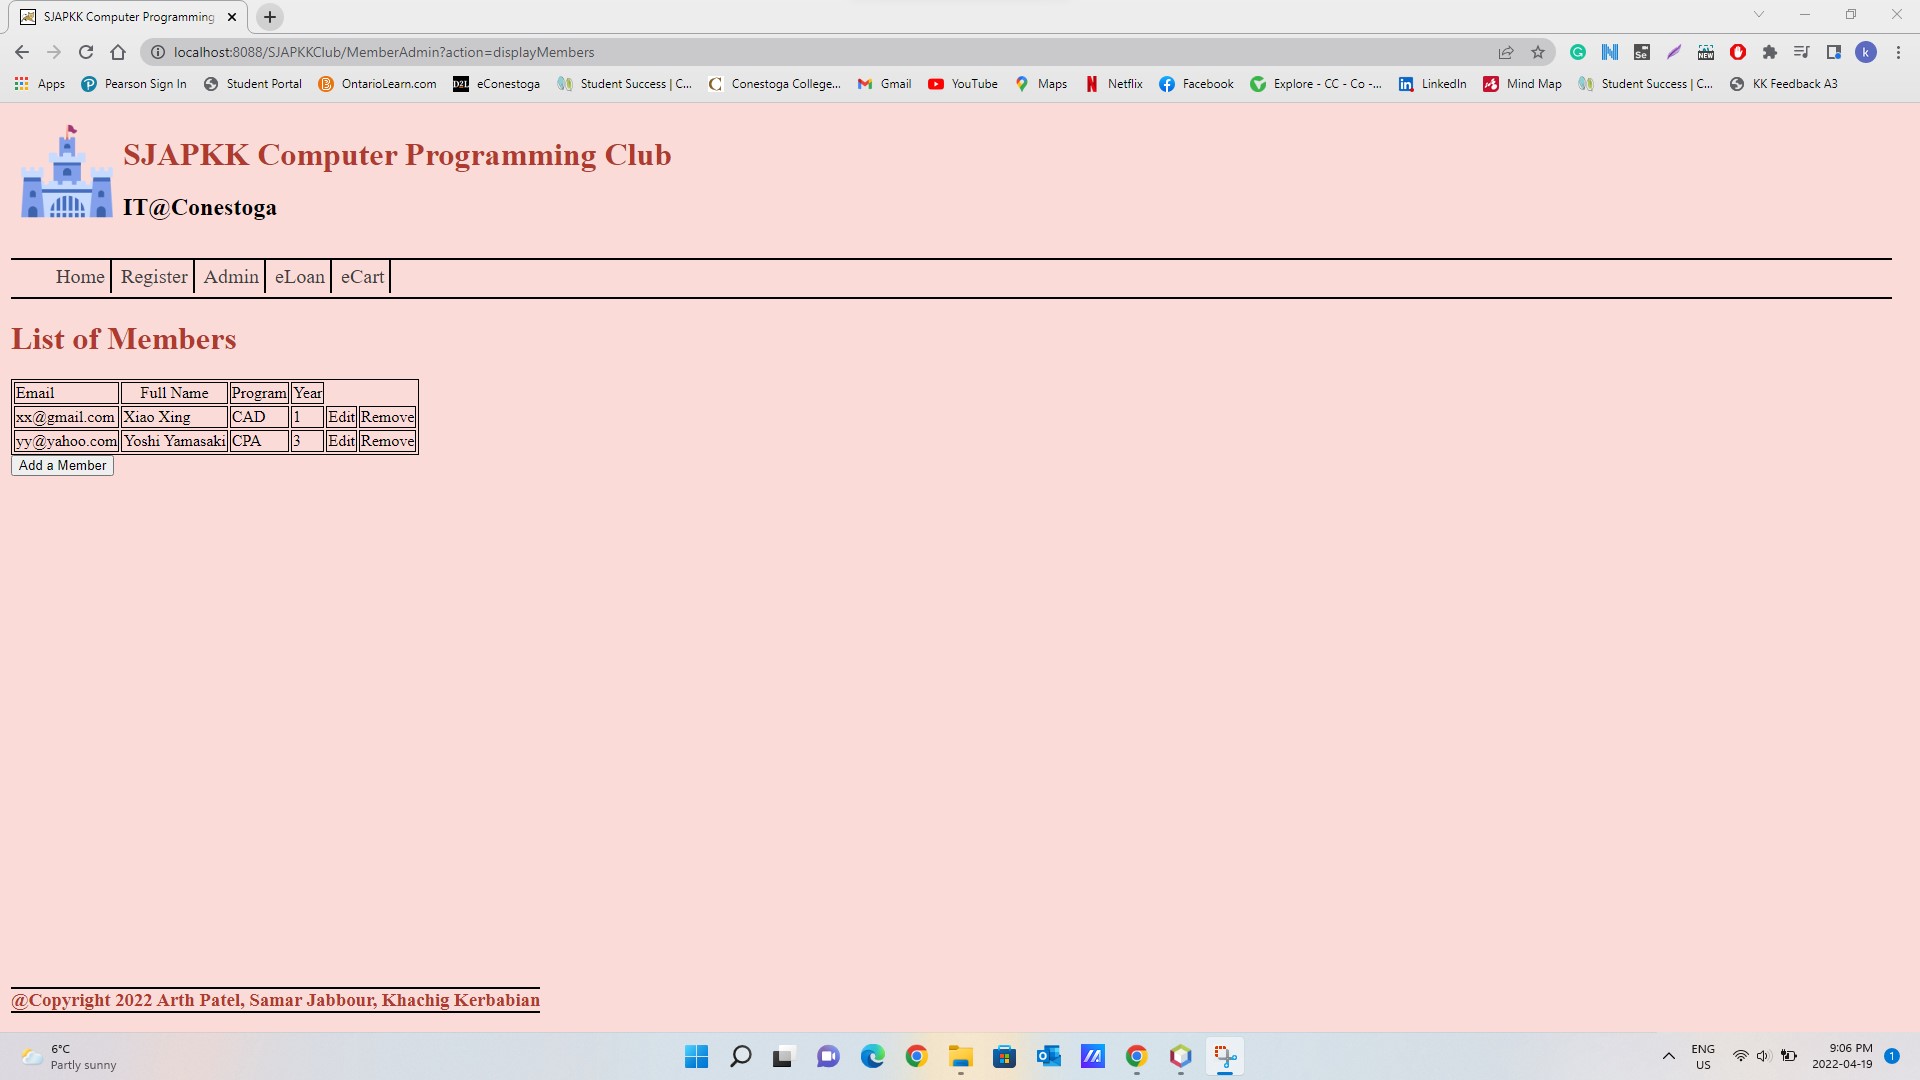 SJAPKK Computer Programming
localhost:8088/SJAPKKClub/MemberAdmin?action=displayMembers
Apps Pearson Sign In Student Portal OntarioLearn.com D2L eConestoga Student Success | C... Conestoga College... Gmail YouTube Maps Netflix Facebook Explore - CC - Co -... LinkedIn Mind Map Student Success | C... KK Feedback A3
SJAPKK Computer Programming Club
IT@Conestoga
Home Register Admin eLoan eCart
List of Members
Email Full Name Program Year
xx@gmail.com Xiao Xing CAD 1 Edit Remove
yy@yahoo.com Yoshi Yamasaki CPA 3 Edit Remove
Add a Member
@Copyright 2022 Arth Patel, Samar Jabbour, Khachig Kerbabian
6°C
Partly sunny
ENG
US
9:06 PM
2022-04-19
1